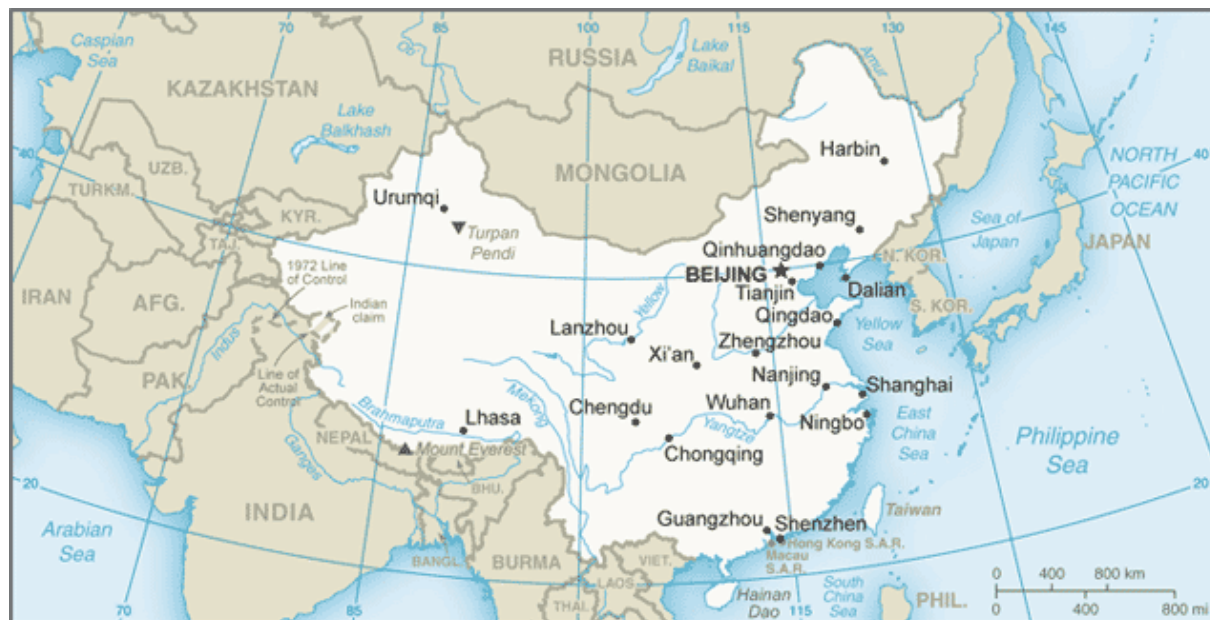 70
85
100
115
130
145
Caspian
Sea
Ob
RUSSIA
Lake
Baikal
Amur
KAZAKHSTAN
Lake
Balkhash
Harbin
NORTH
PACIFIC
OCEAN
40
40
UZB.
MONGOLIA
TURKM.
Urumqi
Shenyang
Sea of
Japan
KYR.
Turpan
Pendi
TAJ.
Qinhuangdao
JAPAN
N. KOR.
BEIJING
1972 Line
of Control
Tianjin
Dalian
IRAN
AFG.
Indian
claim
Yellow
S. KOR.
Qingdao
Lanzhou
Yellow
Sea
Indus
Zhengzhou
Xi'an
Line of
Actual
Control
PAK.
Nanjing
Shanghai
Mekong
Brahmaputra
Lhasa
Chengdu
Wuhan
Ningbo
East
China
Sea
Yangtze
NEPAL
Mount Everest
Chongqing
Philippine
Sea
Ganges
BHU.
20
20
INDIA
Taiwan
Arabian
Sea
Guangzhou
Shenzhen
Hong Kong S.A.R.
Macau
S.A.R.
BANGL.
BURMA
VIET.
LAOS
Hainan
Dao
South
China
Sea
0 400 800 km
0 400 800 mi
THAI.
PHIL.
70
85
115